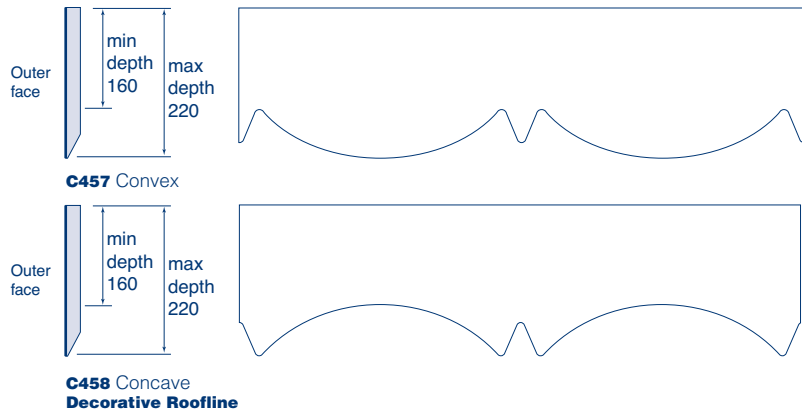 Outer
face
min
depth
160
max
depth
220
C457 Convex
Outer
face
min
depth
160
max
depth
220
C458 Concave
Decorative Roofline